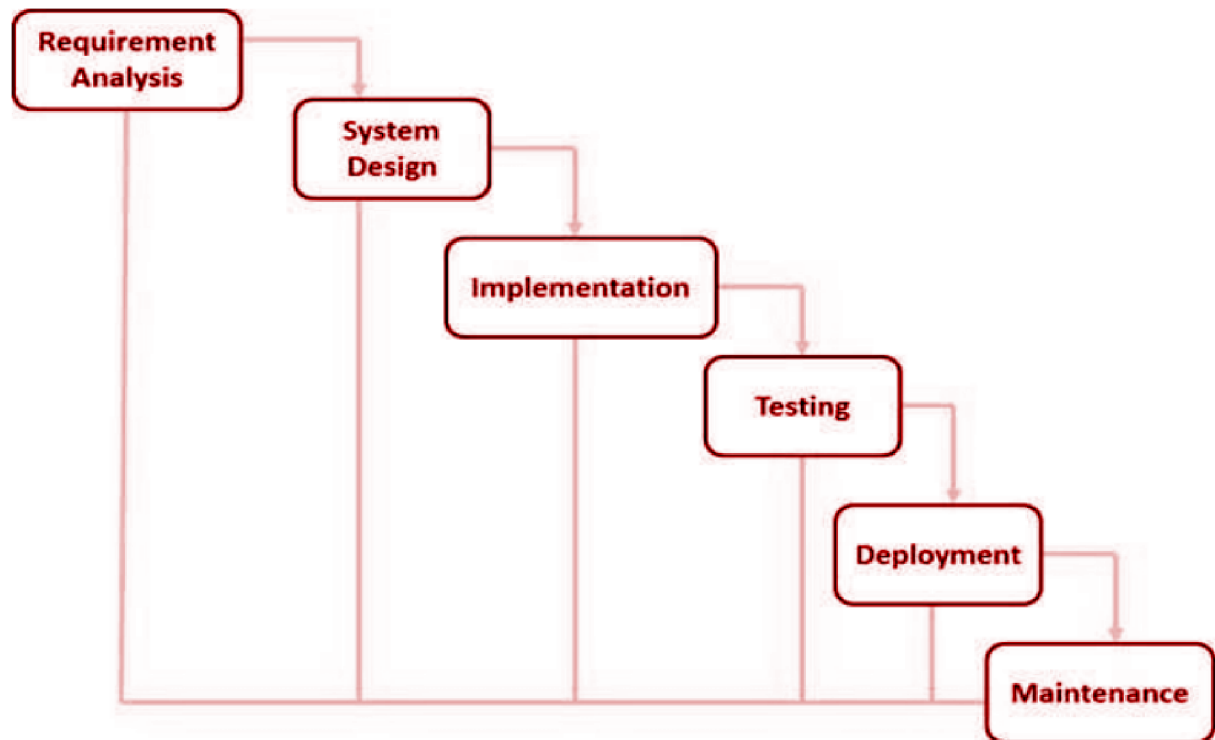 Requirement
Analysis
System
Design
Implementation
Testing
Deployment
Maintenance